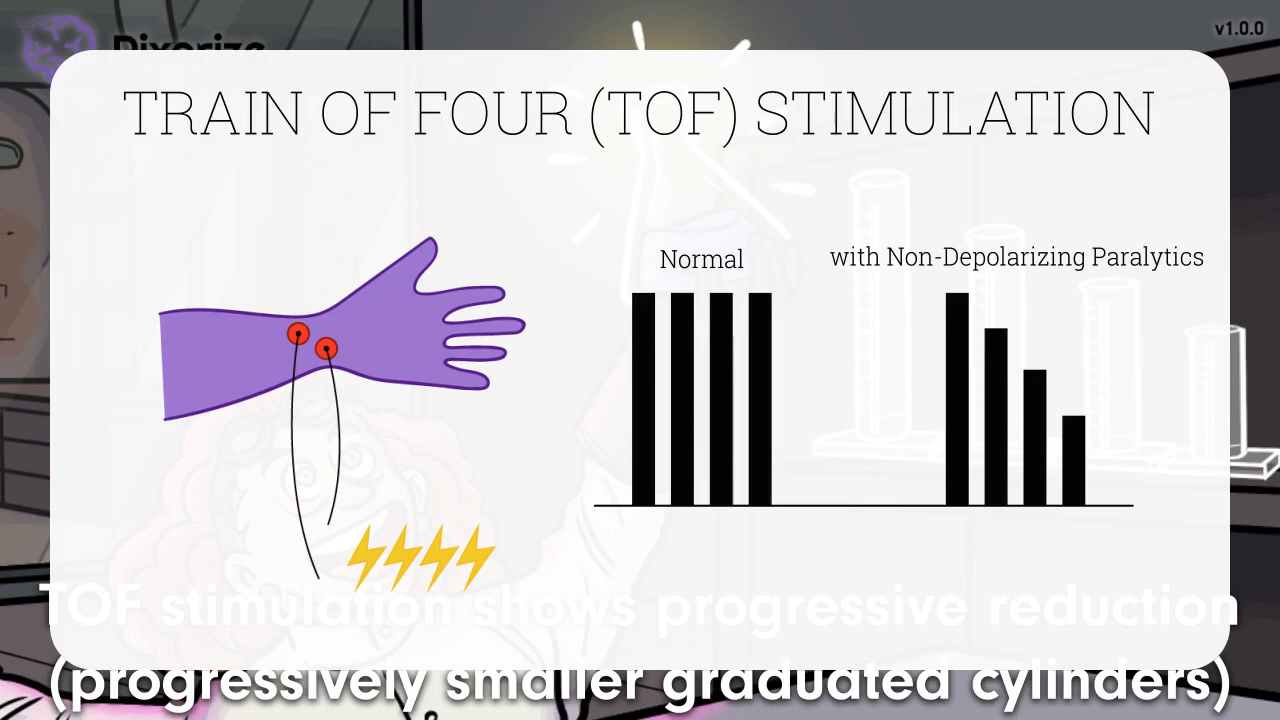 Pixorize
v1.0.0
TRAIN OF FOUR (TOF) STIMULATION
Normal
with Non-Depolarizing Paralytics
TOF stimulation shows progressive reduction
(progressively smaller graduated cylinders)